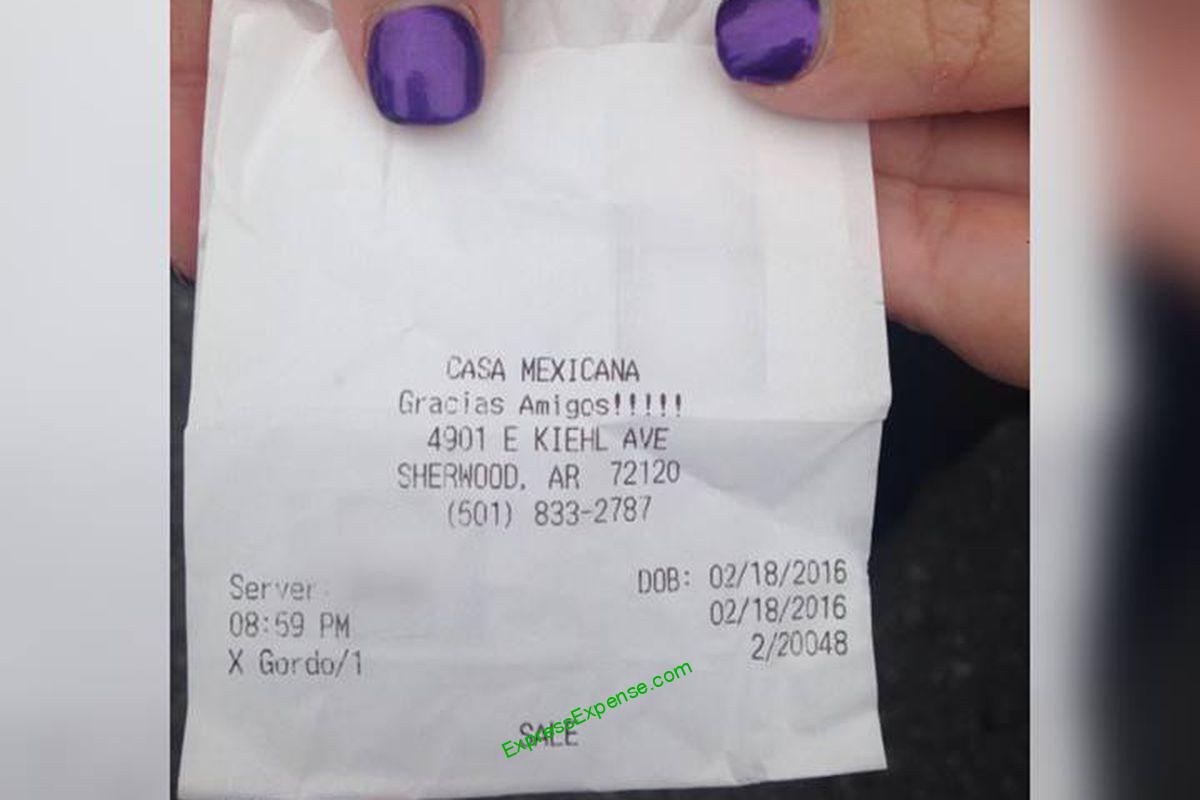 CASA MEXICANA
Gracias Amigos!!!!!
4901 E KIEHL AVE
SHERWOOD, AR 72120
(501) 833-2787
Server: DOB: 02/18/2016
08:59 PM 02/18/2016
X Gordo/1 2/20048
SALE
ExpressExpense.com